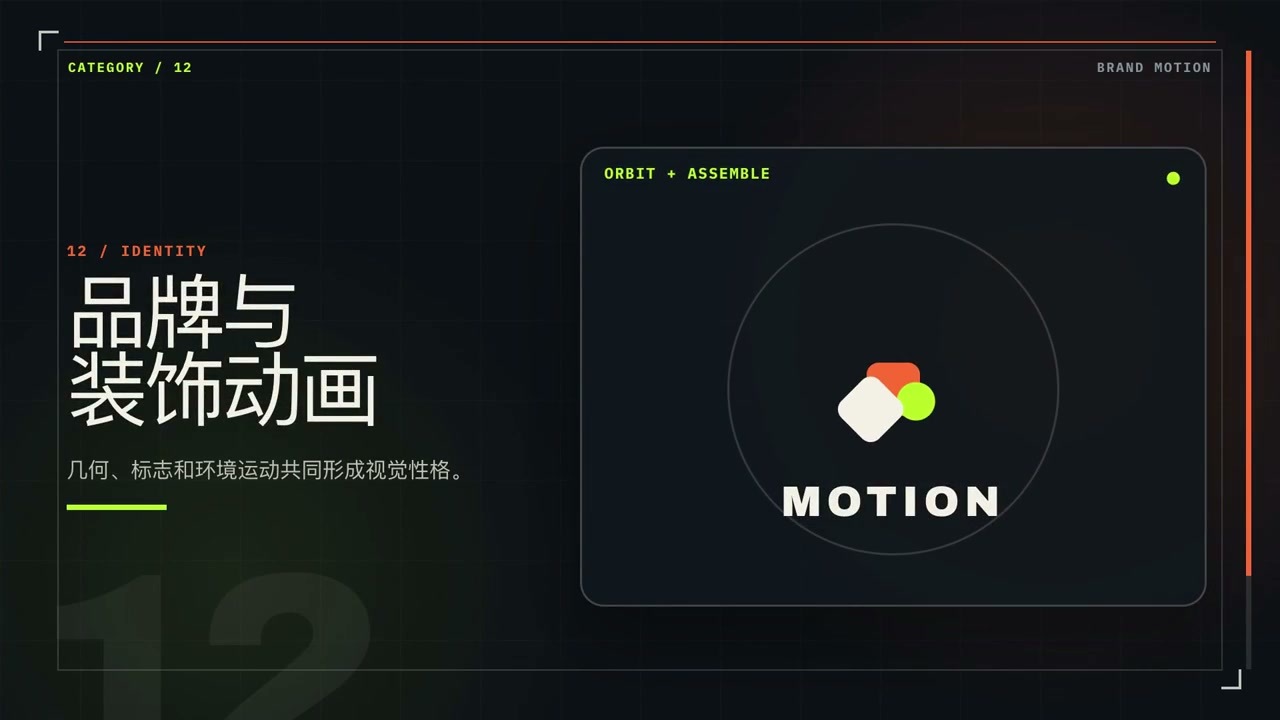 CATEGORY / 12
BRAND MOTION
ORBIT + ASSEMBLE
12 / IDENTITY
品牌与
装饰动画
几何、标志和环境运动共同形成视觉性格。
MOTION
12